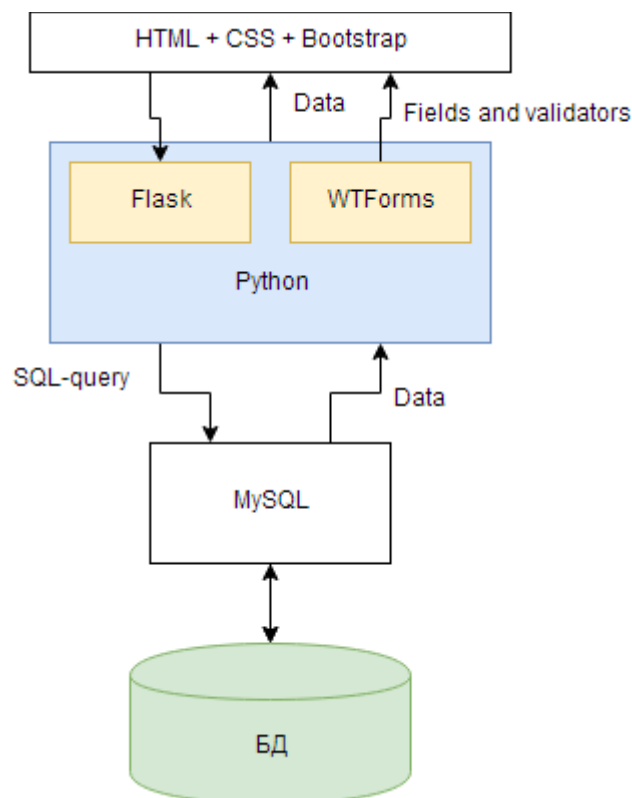 HTML + CSS + Bootstrap
Data
Fields and validators
Flask
WTForms
Python
SQL-query
Data
MySQL
БД